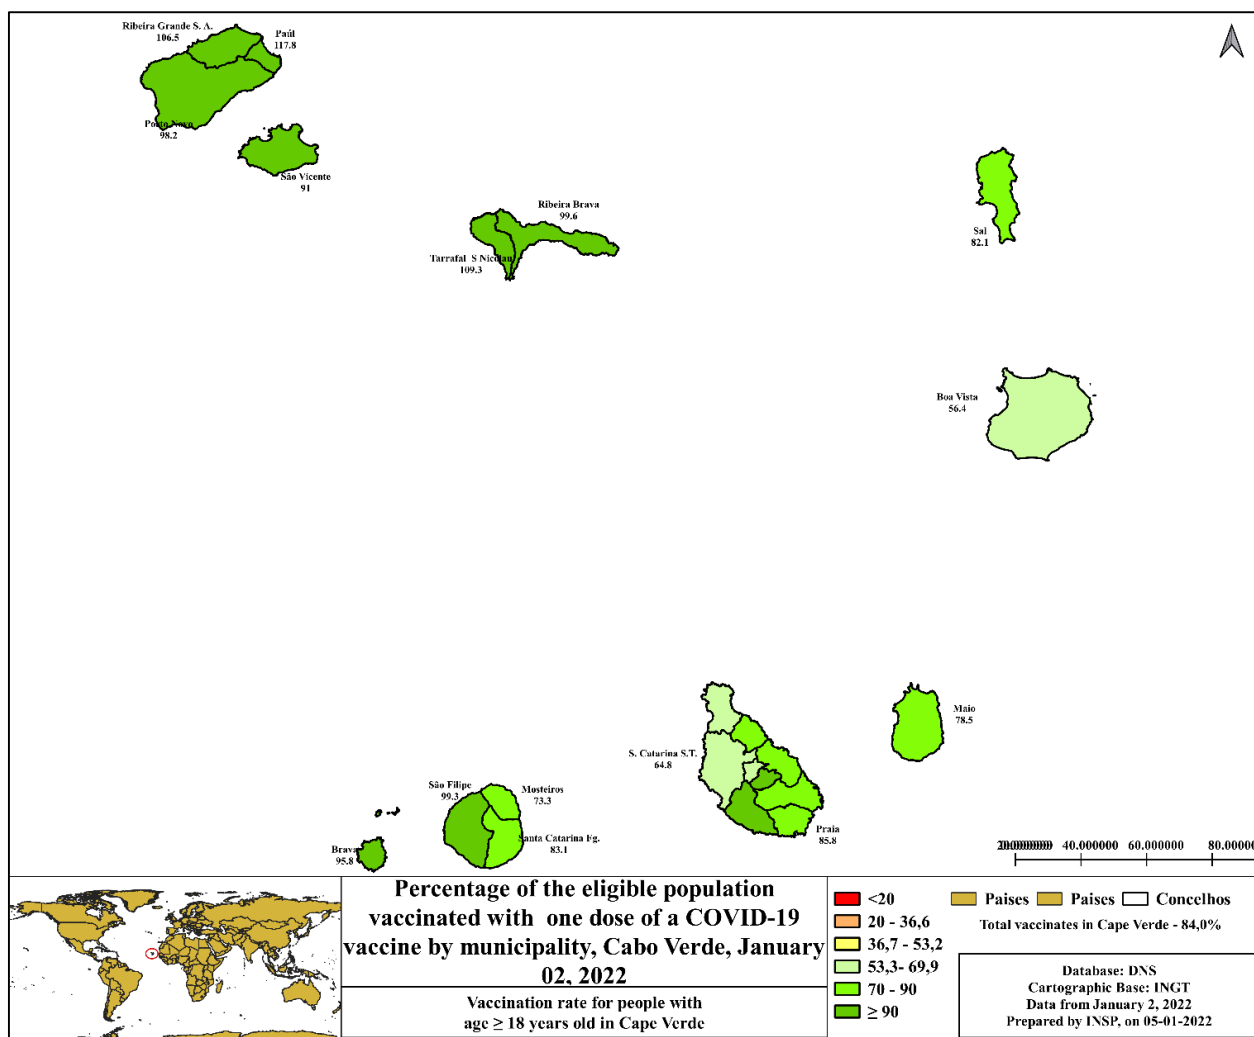 Ribeira Grande S. A.
106.5
Paúl
117.8
Porto Novo
98.2
São Vicente
91
Ribeira Brava
99.6
Tarrafal S Nicolau
109.3
Sal
82.1
Boa Vista
56.4
Maio
78.5
S. Catarina S.T.
64.8
Praia
85.8
São Filipe
99.3
Mosteiros
73.3
Santa Catarina Fg.
83.1
Brava
95.8
40.000000
60.000000
80.00000
Percentage of the eligible population
vaccinated with one dose of a COVID-19
vaccine by municipality, Cabo Verde, January
02, 2022
Vaccination rate for people with
age ≥ 18 years old in Cape Verde
<20
20 - 36,6
36,7 - 53,2
53,3- 69,9
70 - 90
≥ 90
Paises
Paises
Concelhos
Total vaccinates in Cape Verde - 84,0%
Database: DNS
Cartographic Base: INGT
Data from January 2, 2022
Prepared by INSP, on 05-01-2022